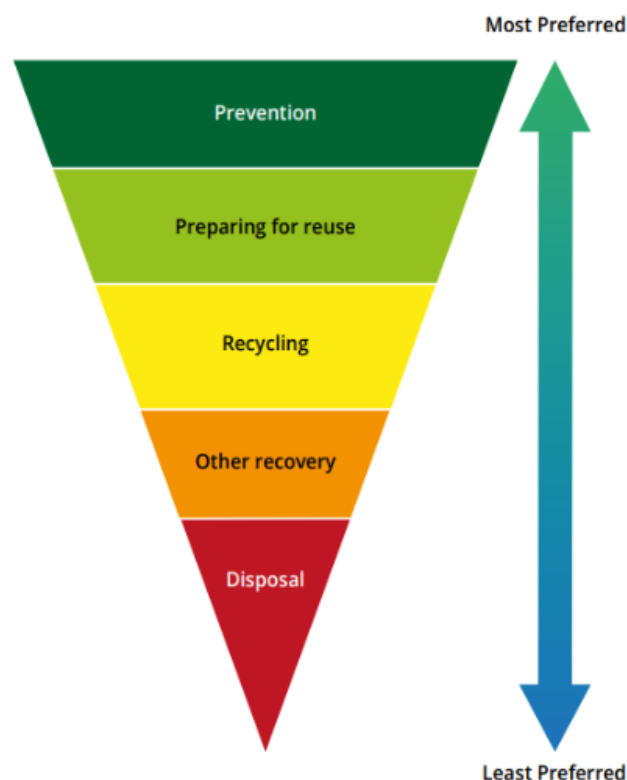 Most Preferred
Prevention
Preparing for reuse
Recycling
Other recovery
Disposal
Least Preferred